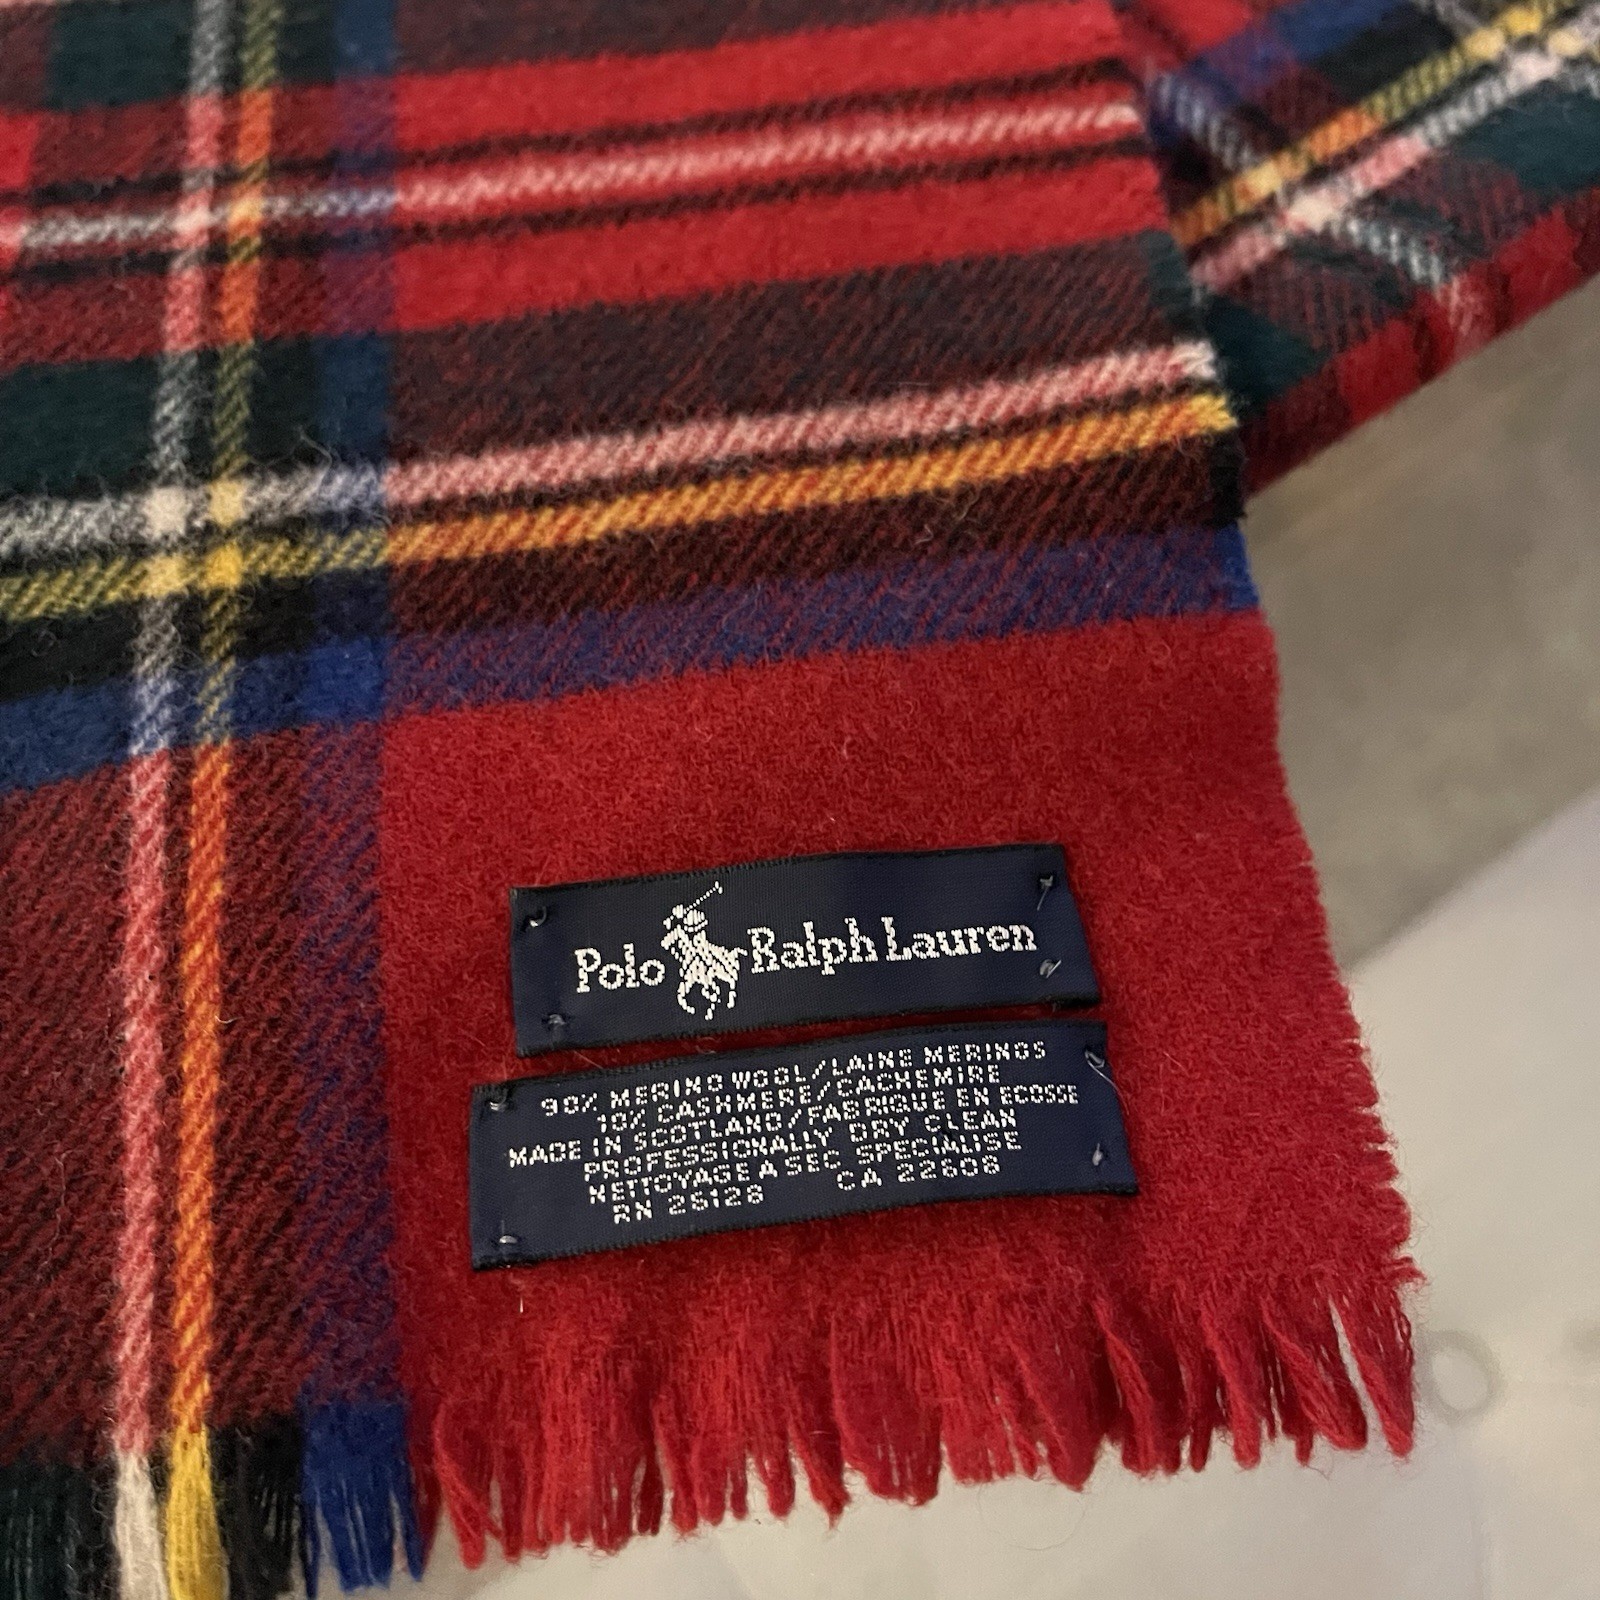 Polo Ralph Lauren
90% MERINO WOOL/LAINE MERINOS
10% CASHMERE/CACHEMIRE
MADE IN SCOTLAND/FABRIQUE EN ECOSSE
PROFESSIONALLY DRY CLEAN
NETTOYAGE A SEC SPECIALISE
RN 26128 CA 22608